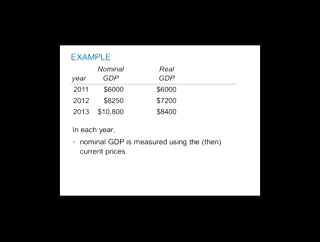 EXAMPLE:
Nominal Real
year GDP GDP
2011 $6000 $6000
2012 $8250 $7200
2013 $10,800 $8400
In each year,
▪ nominal GDP is measured using the (then)
current prices.